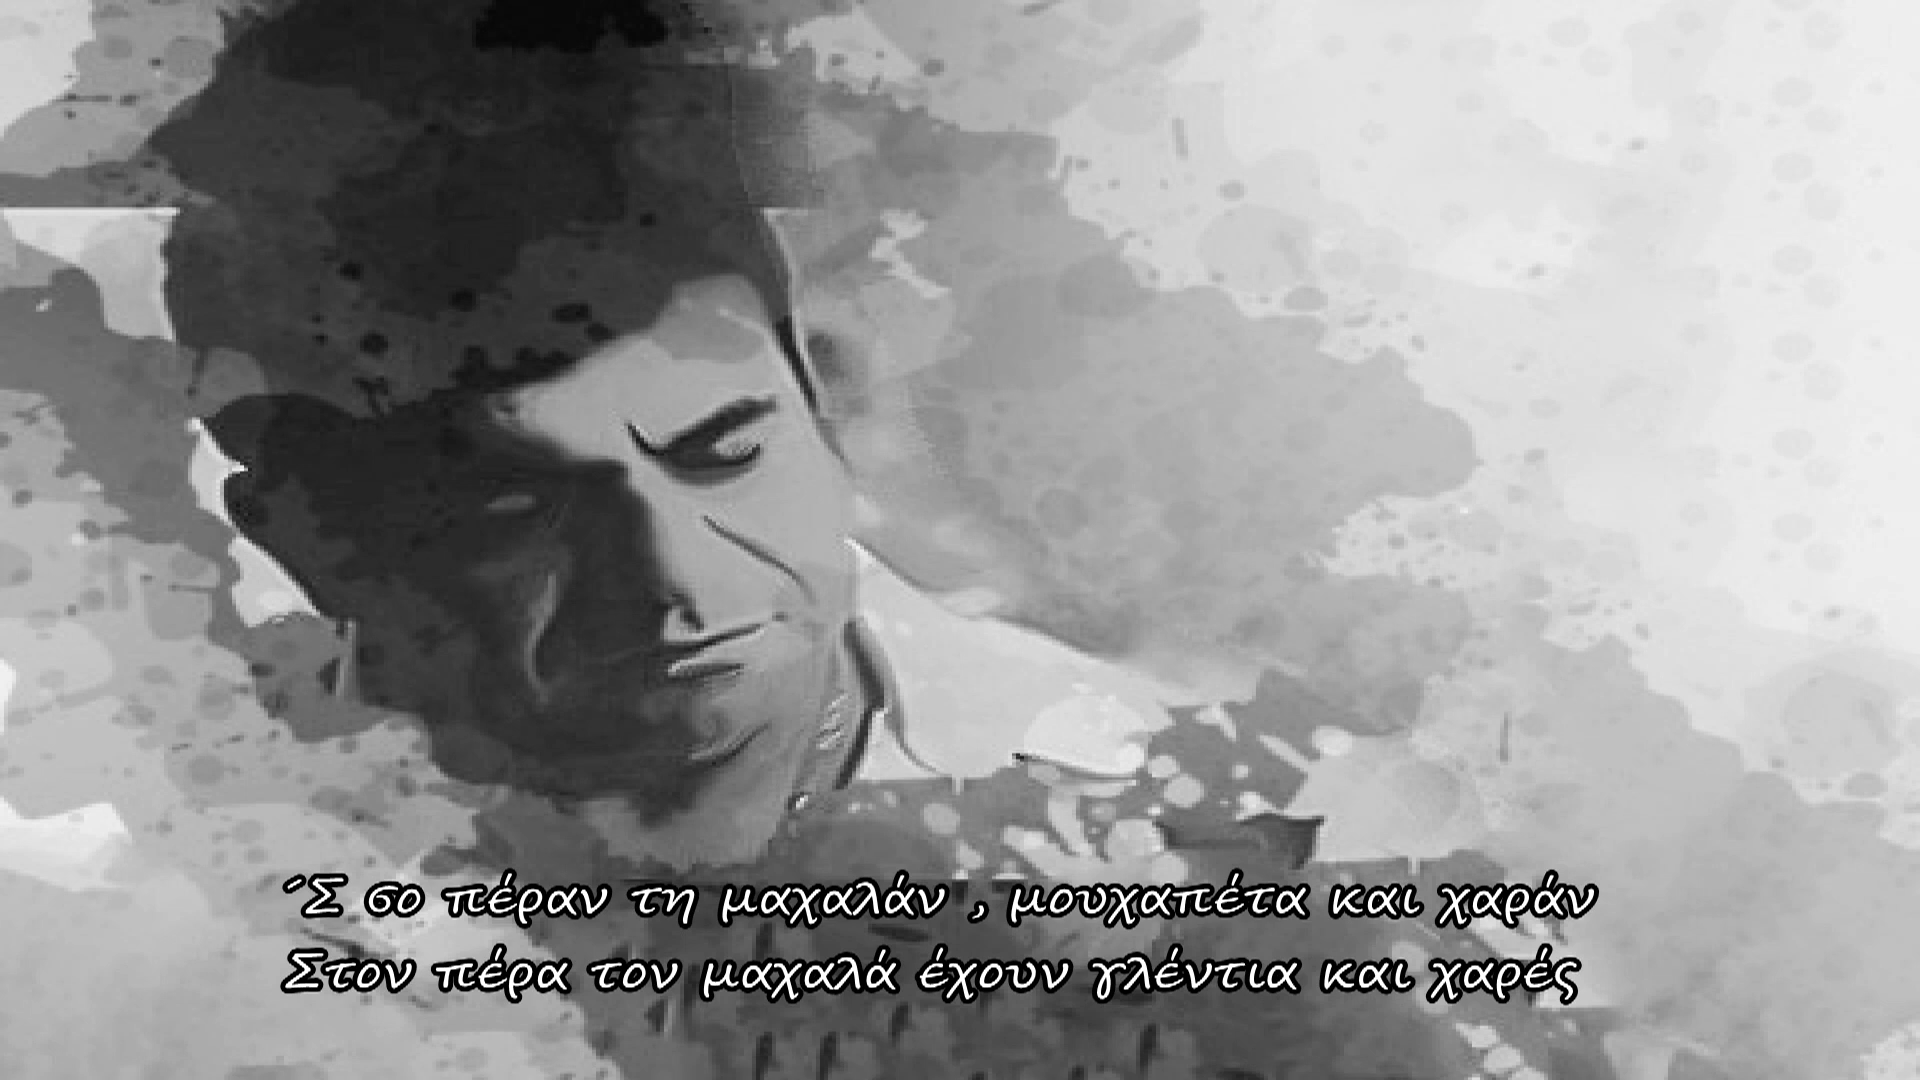 ΄Σ σο πέραν τη μαχαλάν , μουχαπέτα και χαράν
Στον πέρα τον μαχαλά έχουν γλέντια και χαρές